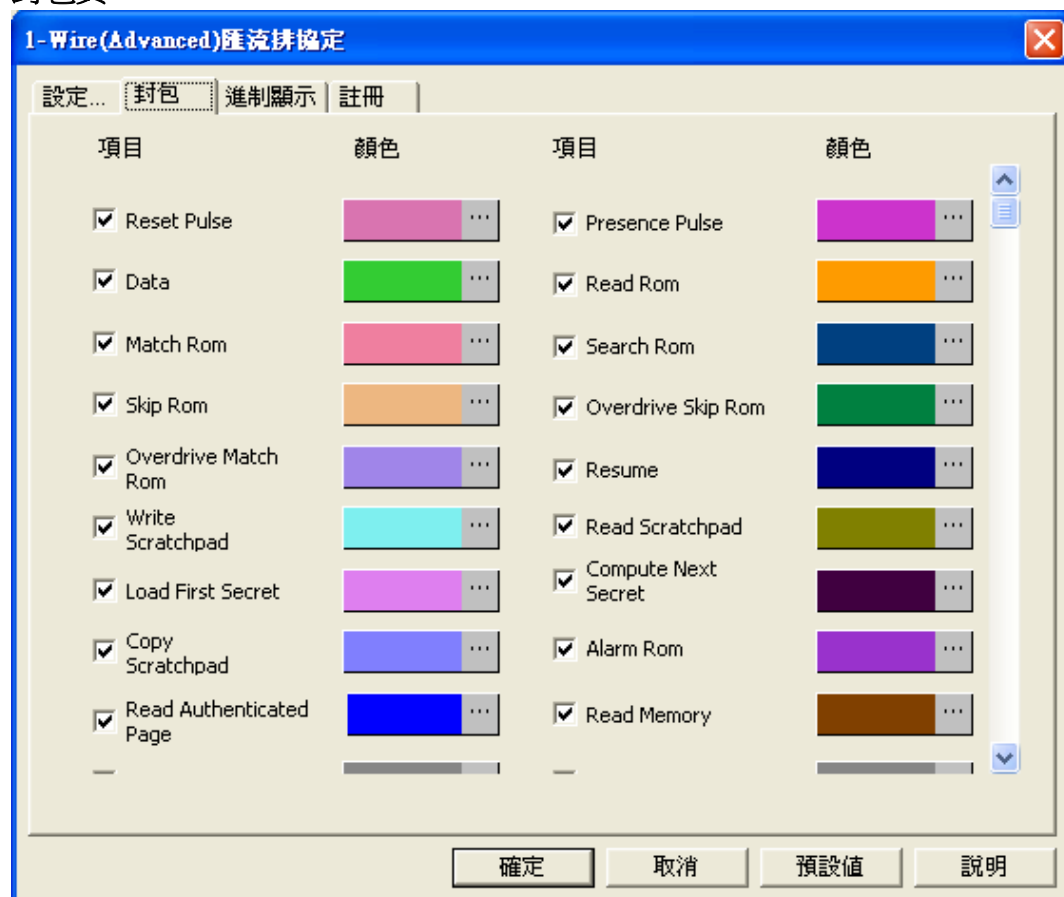 1-Wire(Advanced)匯流排協定
設定... 封包 進制顯示 註冊
項目 顏色 項目 顏色
Reset Pulse ... Presence Pulse ...
Data ... Read Rom ...
Match Rom ... Search Rom ...
Skip Rom ... Overdrive Skip Rom ...
Overdrive Match
Rom ... Resume ...
Write
Scratchpad ... Read Scratchpad ...
Load First Secret ... Compute Next
Secret ...
Copy
Scratchpad ... Alarm Rom ...
Read Authenticated
Page ... Read Memory ...
確定 取消 預設值 說明